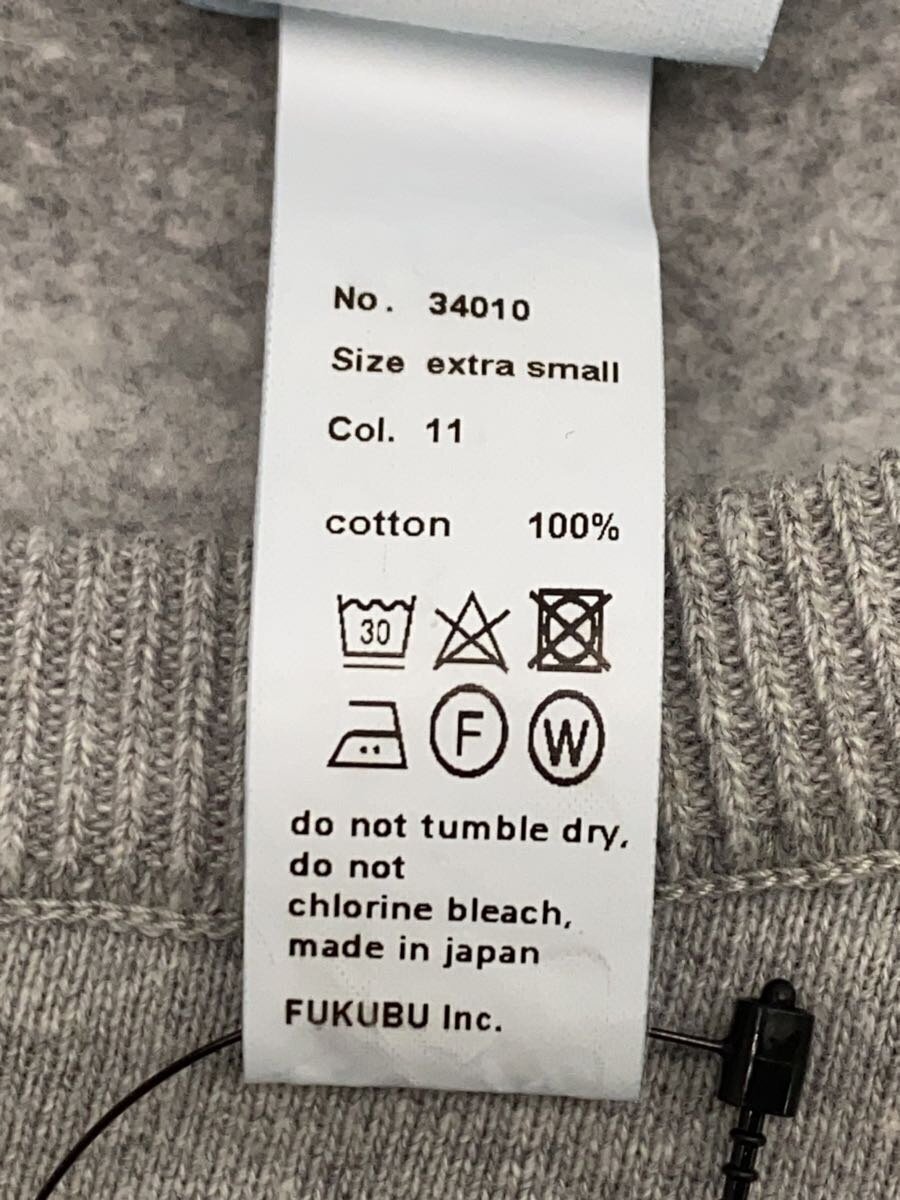 No. 34010
Size extra small
Col. 11
cotton 100%
30
F W
do not tumble dry,
do not
chlorine bleach,
made in japan
FUKUBU Inc.